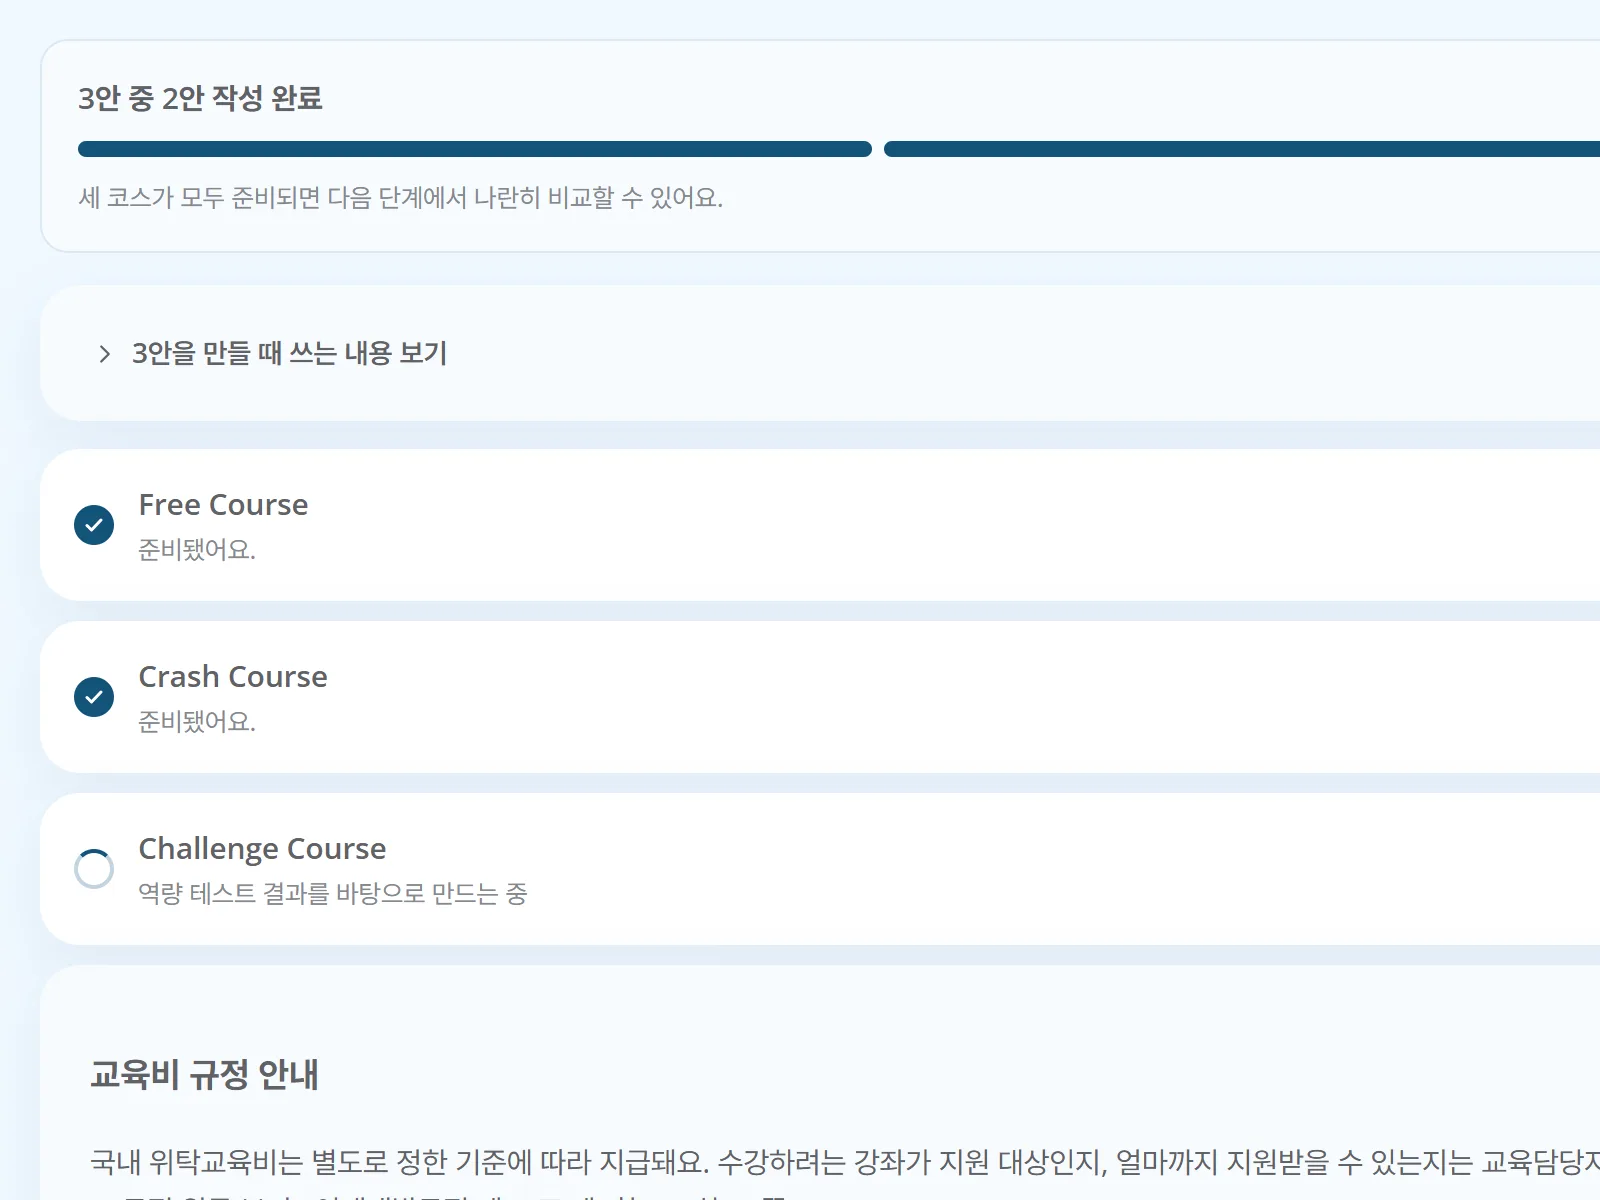 3안 중 2안 작성 완료
세 코스가 모두 준비되면 다음 단계에서 나란히 비교할 수 있어요.
3안을 만들 때 쓰는 내용 보기
Free Course
준비됐어요.
Crash Course
준비됐어요.
Challenge Course
역량 테스트 결과를 바탕으로 만드는 중
교육비 규정 안내
국내 위탁교육비는 별도로 정한 기준에 따라 지급돼요. 수강하려는 강좌가 지원 대상인지, 얼마까지 지원받을 수 있는지는 교육담당자